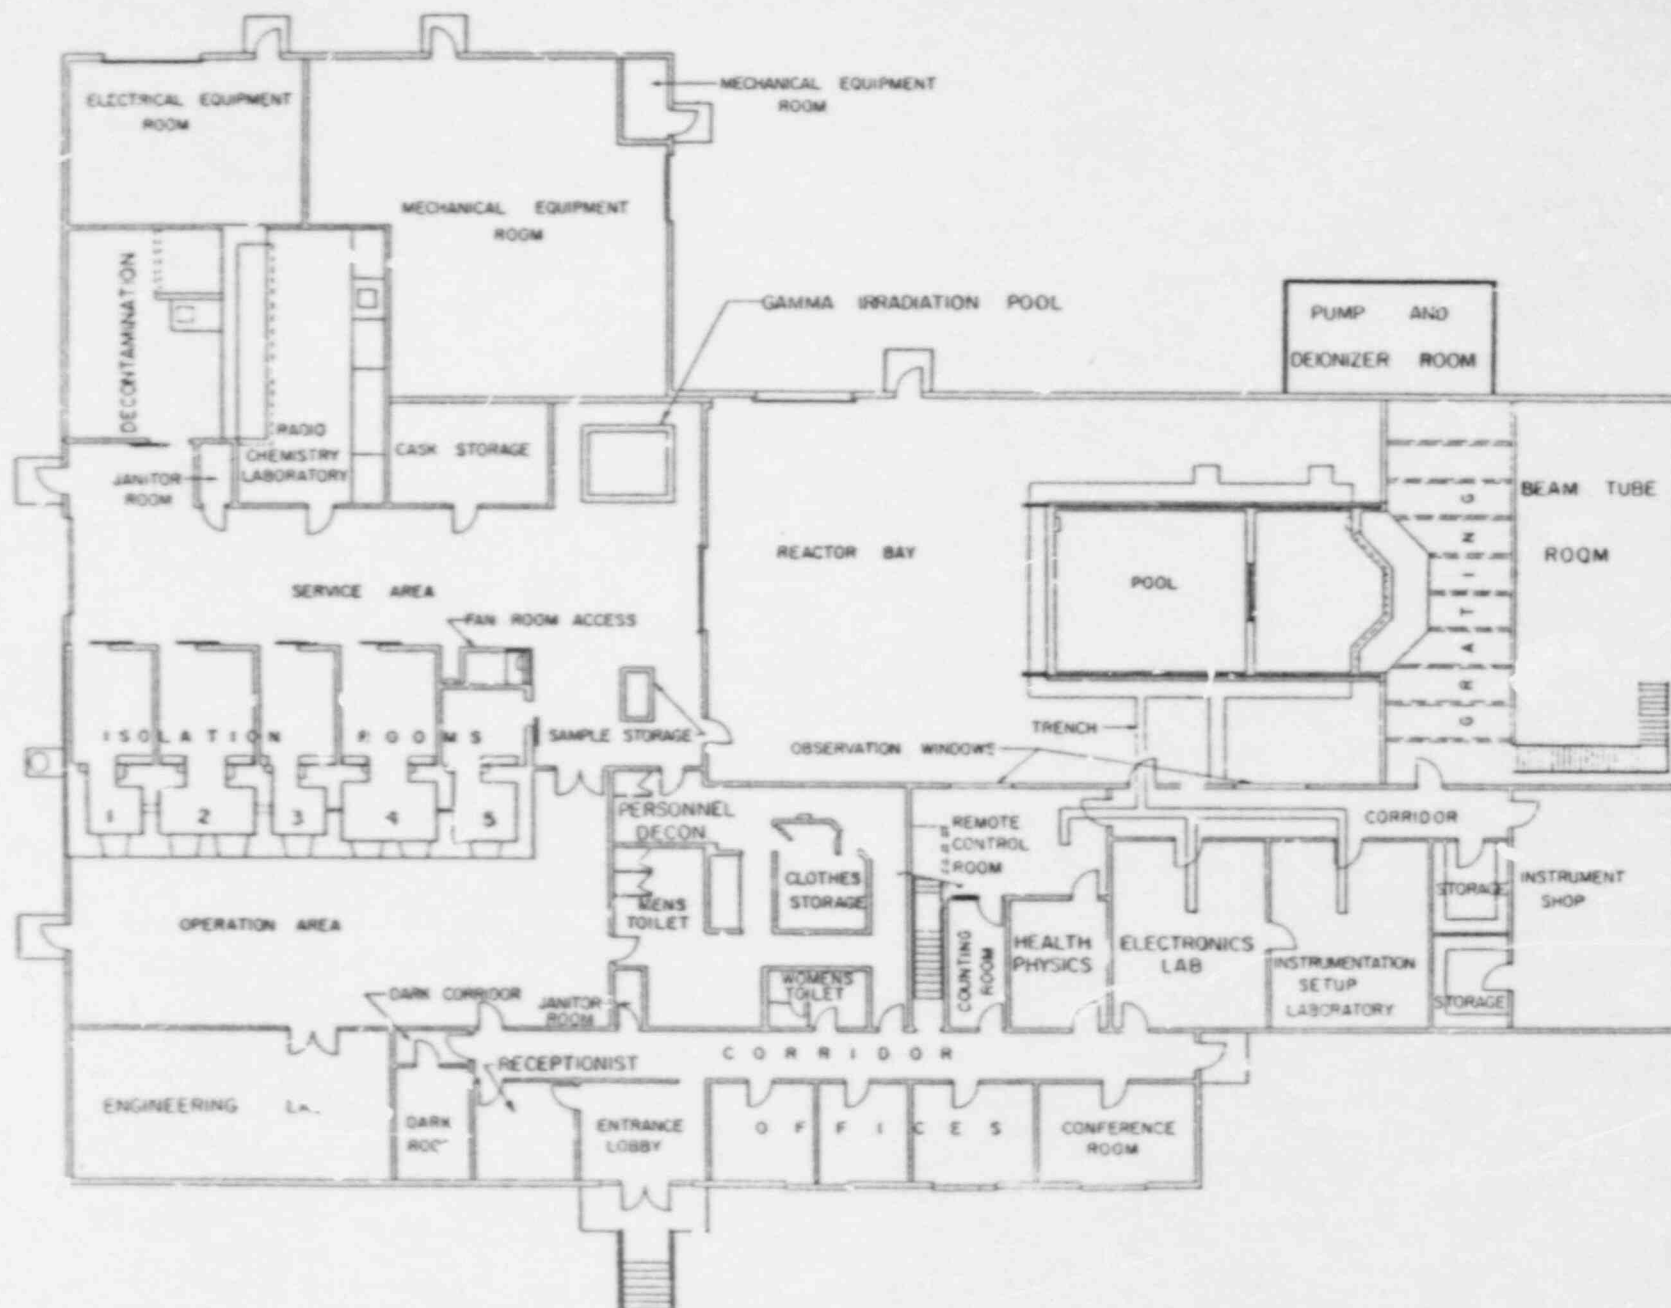 MECHANICAL EQUIPMENT
ROOM
ELECTRICAL EQUIPMENT
ROOM
MECHANICAL EQUIPMENT
ROOM
DECONTAMINATION
GAMMA IRRADIATION POOL
PUMP AND
DEIONIZER ROOM
RADIO
CHEMISTRY
LABORATORY
CASK STORAGE
JANITOR
ROOM
BEAM TUBE
ROOM
GRATING
REACTOR BAY
POOL
SERVICE AREA
FAN ROOM ACCESS
ISOLATION ROOMS
SAMPLE STORAGE
TRENCH
OBSERVATION WINDOWS
1 2 3 4 5
PERSONNEL
DECON
REMOTE
CONTROL
ROOM
CORRIDOR
CLOTHES
STORAGE
MENS
TOILET
STORAGE
INSTRUMENT
SHOP
OPERATION AREA
COUNTING
ROOM
HEALTH
PHYSICS
ELECTRONICS
LAB
INSTRUMENTATION
SETUP
LABORATORY
STORAGE
WOMENS
TOILET
DARK CORRIDOR
JANITOR
ROOM
CORRIDOR
RECEPTIONIST
ENGINEERING
DARK
ENTRANCE
LOBBY
OFFICES
CONFERENCE
ROOM